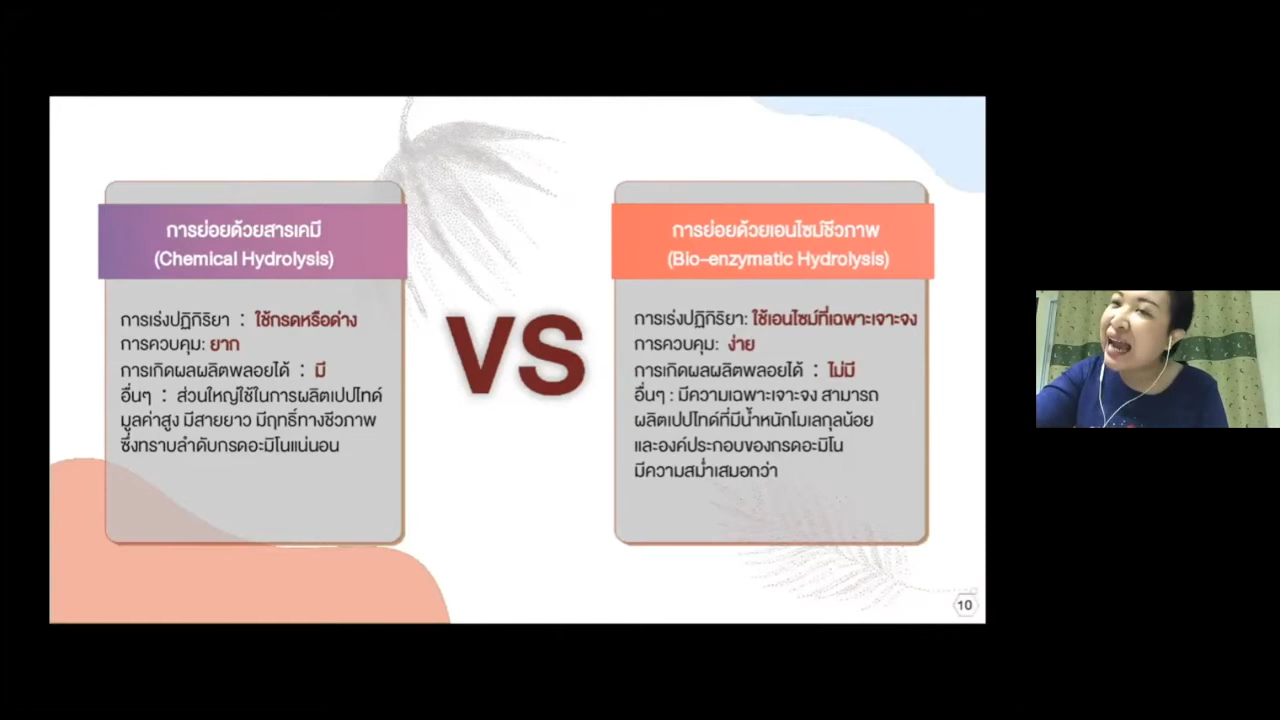 การย่อยด้วยสารเคมี
(Chemical Hydrolysis)
การเร่งปฏิกิริยา : ใช้กรดหรือด่าง
การควบคุม: ยาก
การเกิดผลผลิตพลอยได้ : มี
อื่นๆ : ส่วนใหญ่ใช้ในการผลิตเปปไทด์
มูลค่าสูง มีสายยาว มีฤทธิ์ทางชีวภาพ
ซึ่งทราบลำดับกรดอะมิโนแน่นอน
VS
การย่อยด้วยเอนไซม์ชีวภาพ
(Bio-enzymatic Hydrolysis)
การเร่งปฏิกิริยา: ใช้เอนไซม์ที่เฉพาะเจาะจง
การควบคุม: ง่าย
การเกิดผลผลิตพลอยได้ : ไม่มี
อื่นๆ : มีความเฉพาะเจาะจง สามารถ
ผลิตเปปไทด์ที่มีน้ำหนักโมเลกุลน้อย
และองค์ประกอบของกรดอะมิโน
มีความสม่ำเสมอกว่า
10